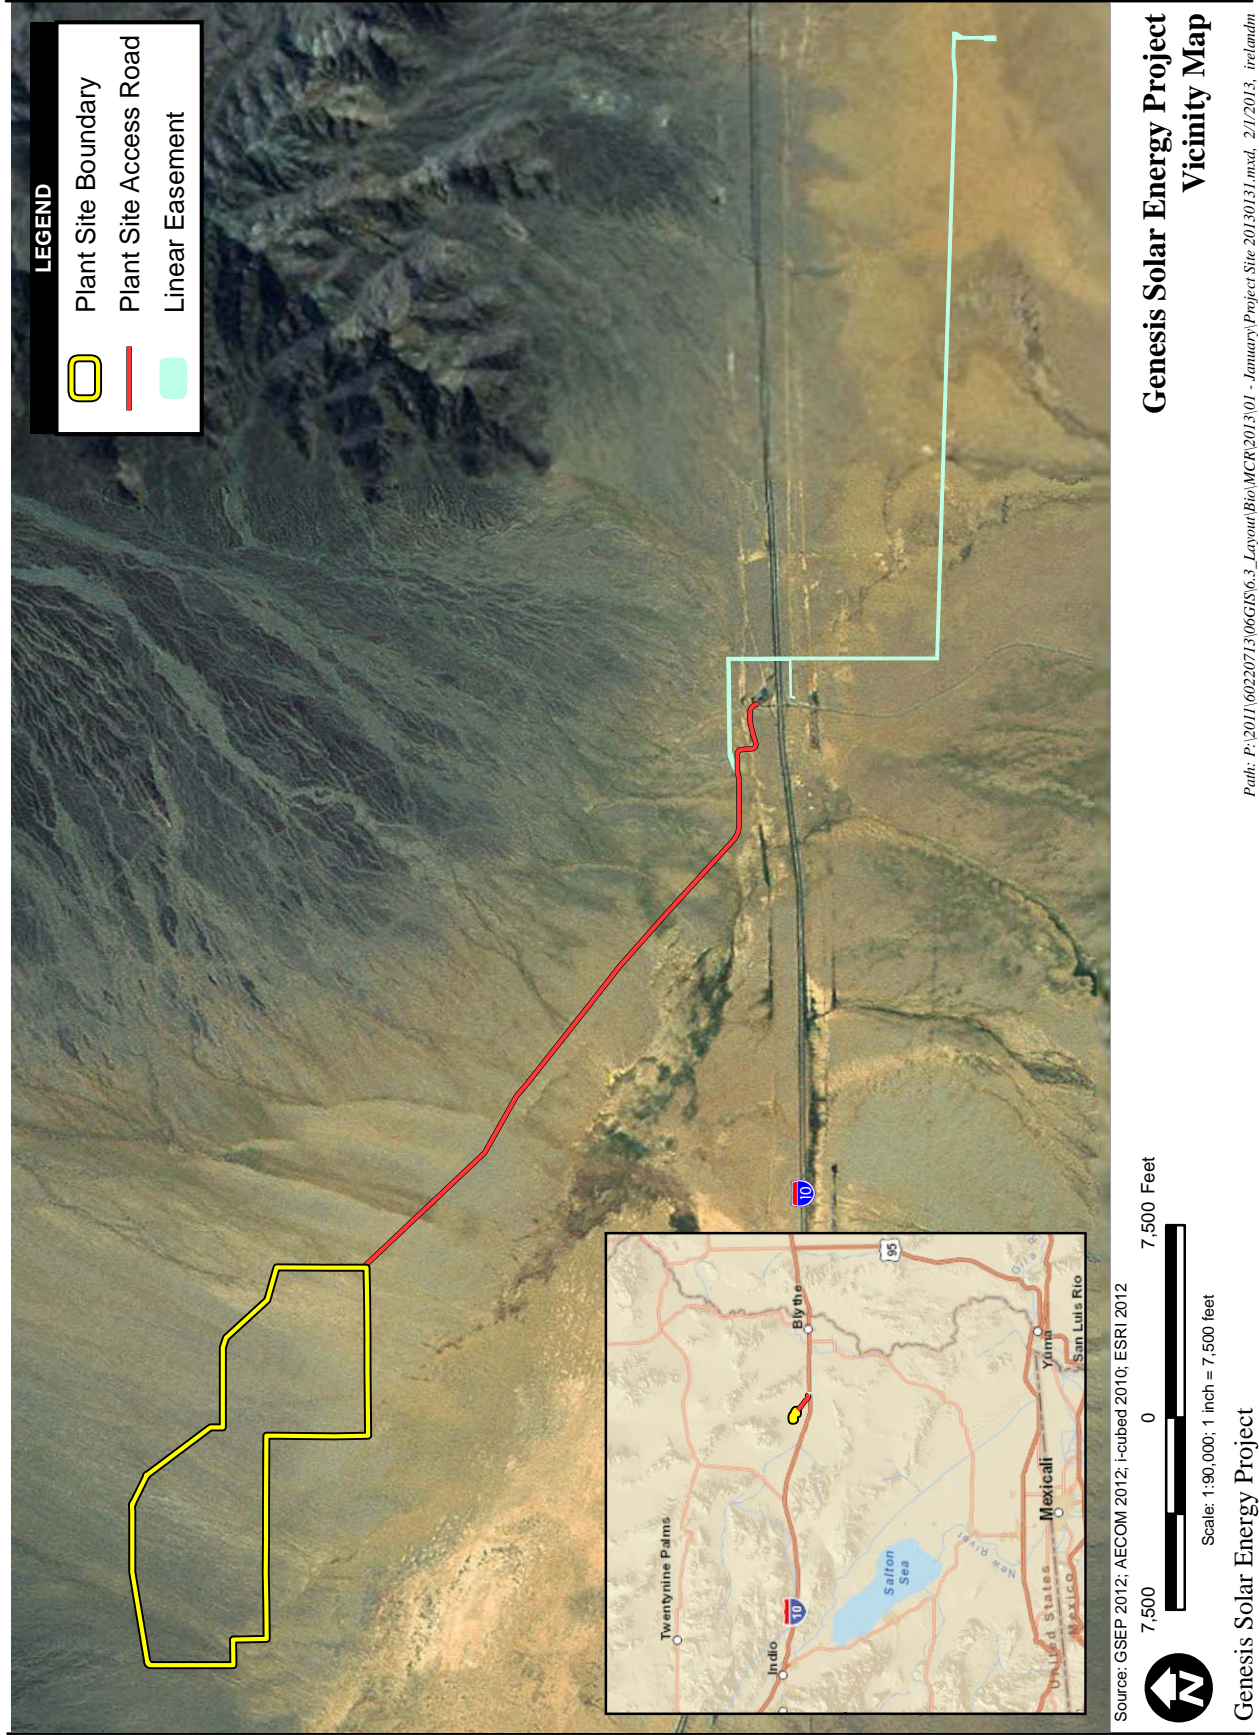 LEGEND
Plant Site Boundary
Plant Site Access Road
Linear Easement
10
Twentynine Palms
Indio
10
Salton
Sea
New River
Blythe
95
Gila R
Yuma
San Luis Rio
Mexicali
United States
Mexico
Source: GSEP 2012; AECOM 2012; i-cubed 2010; ESRI 2012
N
7,500 0 7,500 Feet
Scale: 1:90,000; 1 inch = 7,500 feet
Genesis Solar Energy Project
Vicinity Map
Genesis Solar Energy Project
Path: P:\2011\60220713\06GIS\6.3_Layout\Bio\MCR\2013\01 - January\Project Site 20130131.mxd, 2/1/2013, irelandm